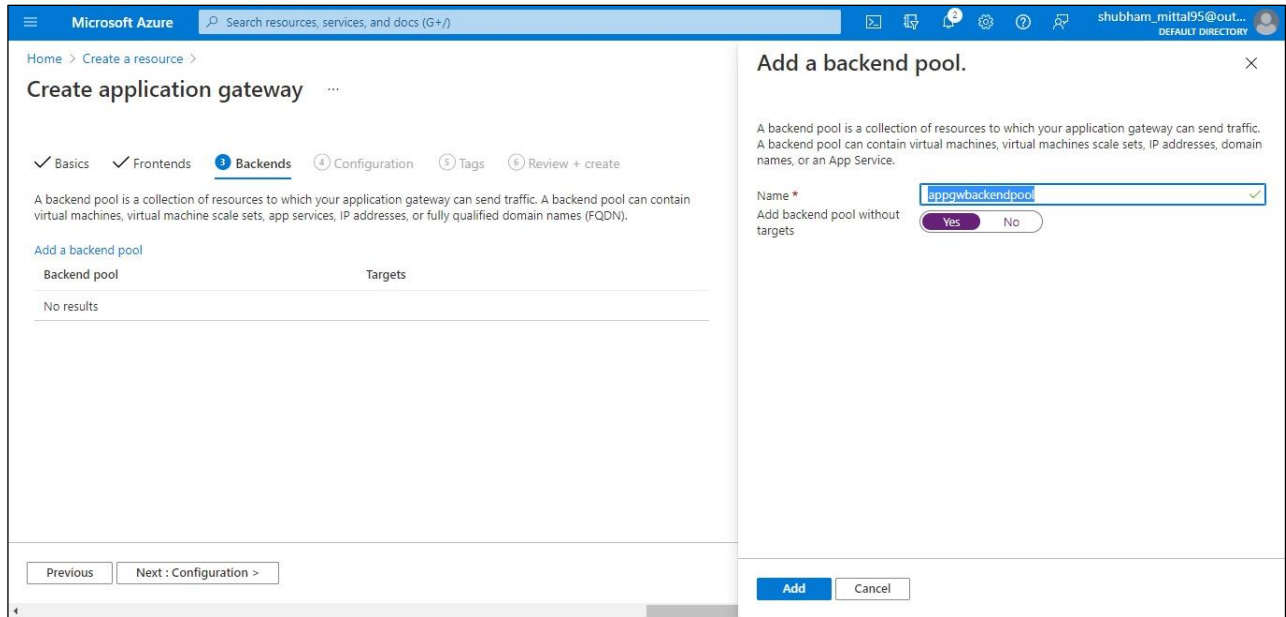 Microsoft Azure
Search resources, services, and docs (G+/)
2
shubham_mittal95@out...
DEFAULT DIRECTORY
Home > Create a resource >
Create application gateway ...
Basics Frontends 3 Backends 4 Configuration 5 Tags 6 Review + create
A backend pool is a collection of resources to which your application gateway can send traffic. A backend pool can contain
virtual machines, virtual machine scale sets, app services, IP addresses, or fully qualified domain names (FQDN).
Add a backend pool
Backend pool Targets
No results
Previous Next : Configuration >
Add a backend pool.
A backend pool is a collection of resources to which your application gateway can send traffic.
A backend pool can contain virtual machines, virtual machines scale sets, IP addresses, domain
names, or an App Service.
Name * appgwbackendpool
Add backend pool without
targets
Yes No
Add Cancel